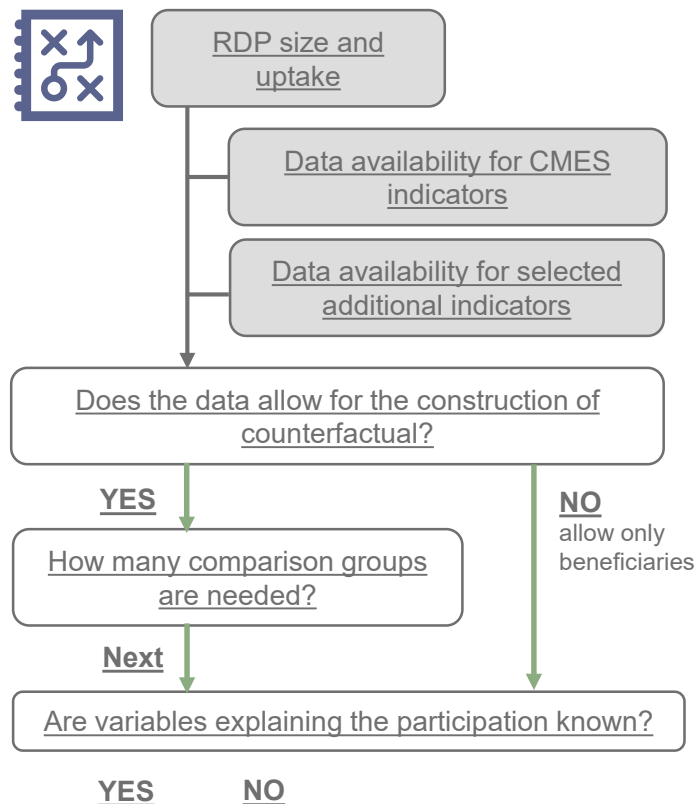 RDP size and
uptake
Data availability for CMES
indicators
Data availability for selected
additional indicators
Does the data allow for the construction of
counterfactual?
YES
NO
allow only
beneficiaries
How many comparison groups
are needed?
Next
Are variables explaining the participation known?
YES
NO